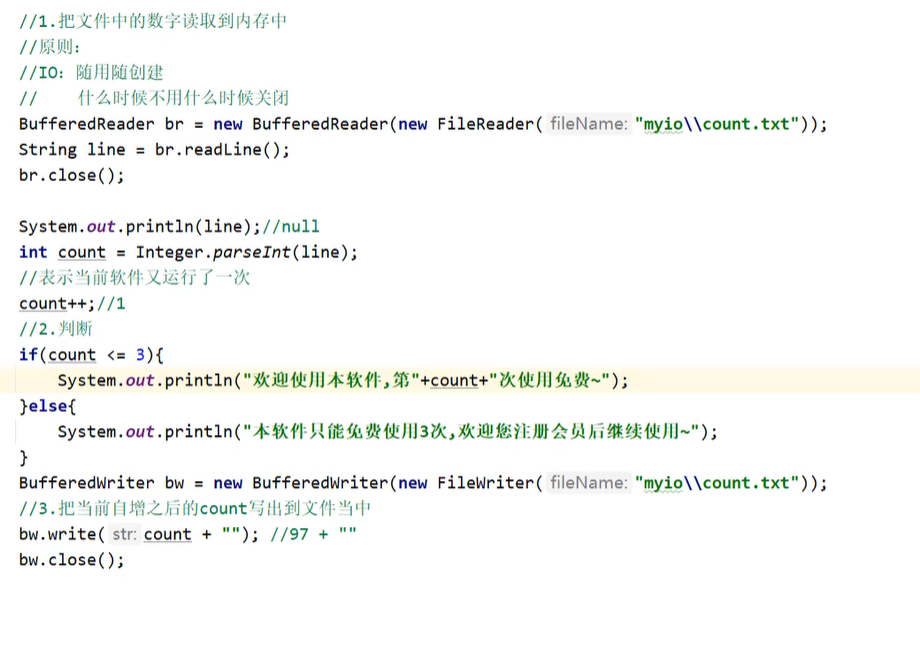 //1.把文件中的数字读取到内存中
//原则:
//IO: 随用随创建
//    什么时候不用什么时候关闭
BufferedReader br = new BufferedReader(new FileReader( fileName: "myio\\count.txt"));
String line = br.readLine();
br.close();
System.out.println(line);//null
int count = Integer.parseInt(line);
//表示当前软件又运行了一次
count++;//1
//2.判断
if(count <= 3){
    System.out.println("欢迎使用本软件,第"+count+"次使用免费~");
}else{
    System.out.println("本软件只能免费使用3次,欢迎您注册会员后继续使用~");
}
BufferedWriter bw = new BufferedWriter(new FileWriter( fileName: "myio\\count.txt"));
//3.把当前自增之后的count写出到文件当中
bw.write( str: count + ""); //97 + ""
bw.close();